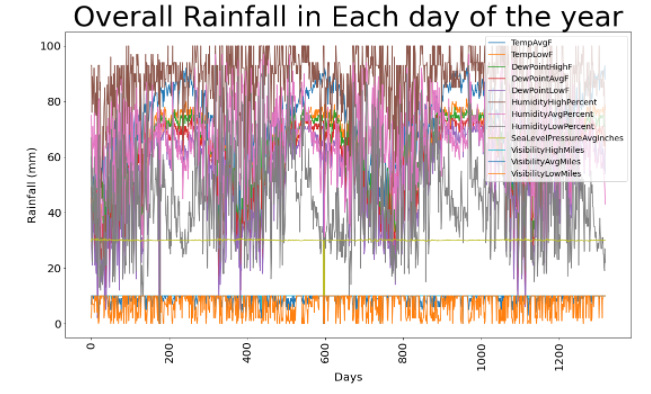 Overall Rainfall in Each day of the year
100
80
60
40
20
0
Rainfall (mm)
TempAvgF
TempLowF
DewPointHighF
DewPointAvgF
DewPointLowF
HumidityHighPercent
HumidityAvgPercent
HumidityLowPercent
SeaLevelPressureAvgInches
VisibilityHighMiles
VisibilityAvgMiles
VisibilityLowMiles
0
200
400
600
800
1000
1200
Days